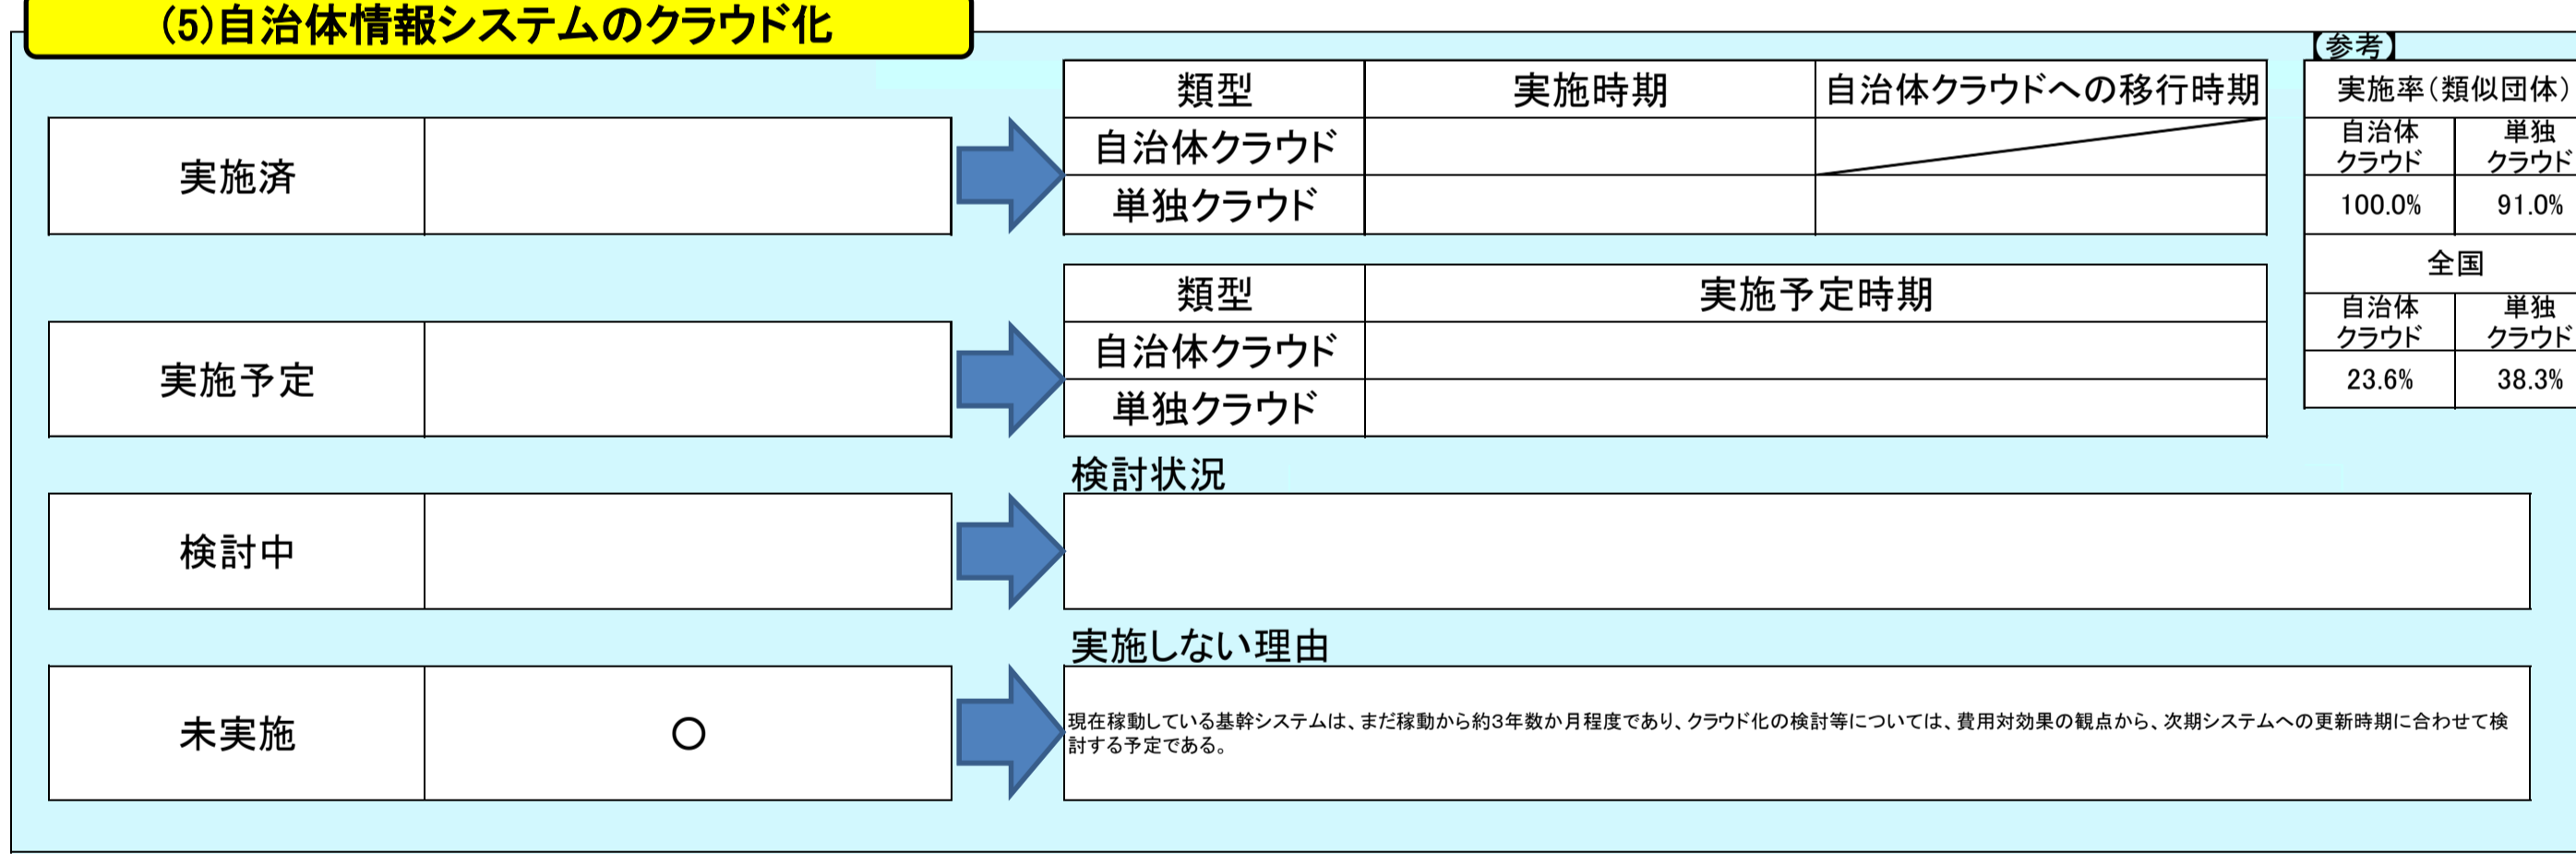 (5)自治体情報システムのクラウド化
【参考】
類型 実施時期 自治体クラウドへの移行時期
実施済
自治体クラウド
単独クラウド
実施率(類似団体)
自治体
クラウド
単独
クラウド
100.0% 91.0%
全国
自治体
クラウド
単独
クラウド
23.6% 38.3%
類型 実施予定時期
実施予定
自治体クラウド
単独クラウド
検討状況
検討中
実施しない理由
未実施 〇
現在稼動している基幹システムは、まだ稼動から約3年数か月程度であり、クラウド化の検討等については、費用対効果の観点から、次期システムへの更新時期に合わせて検
討する予定である。